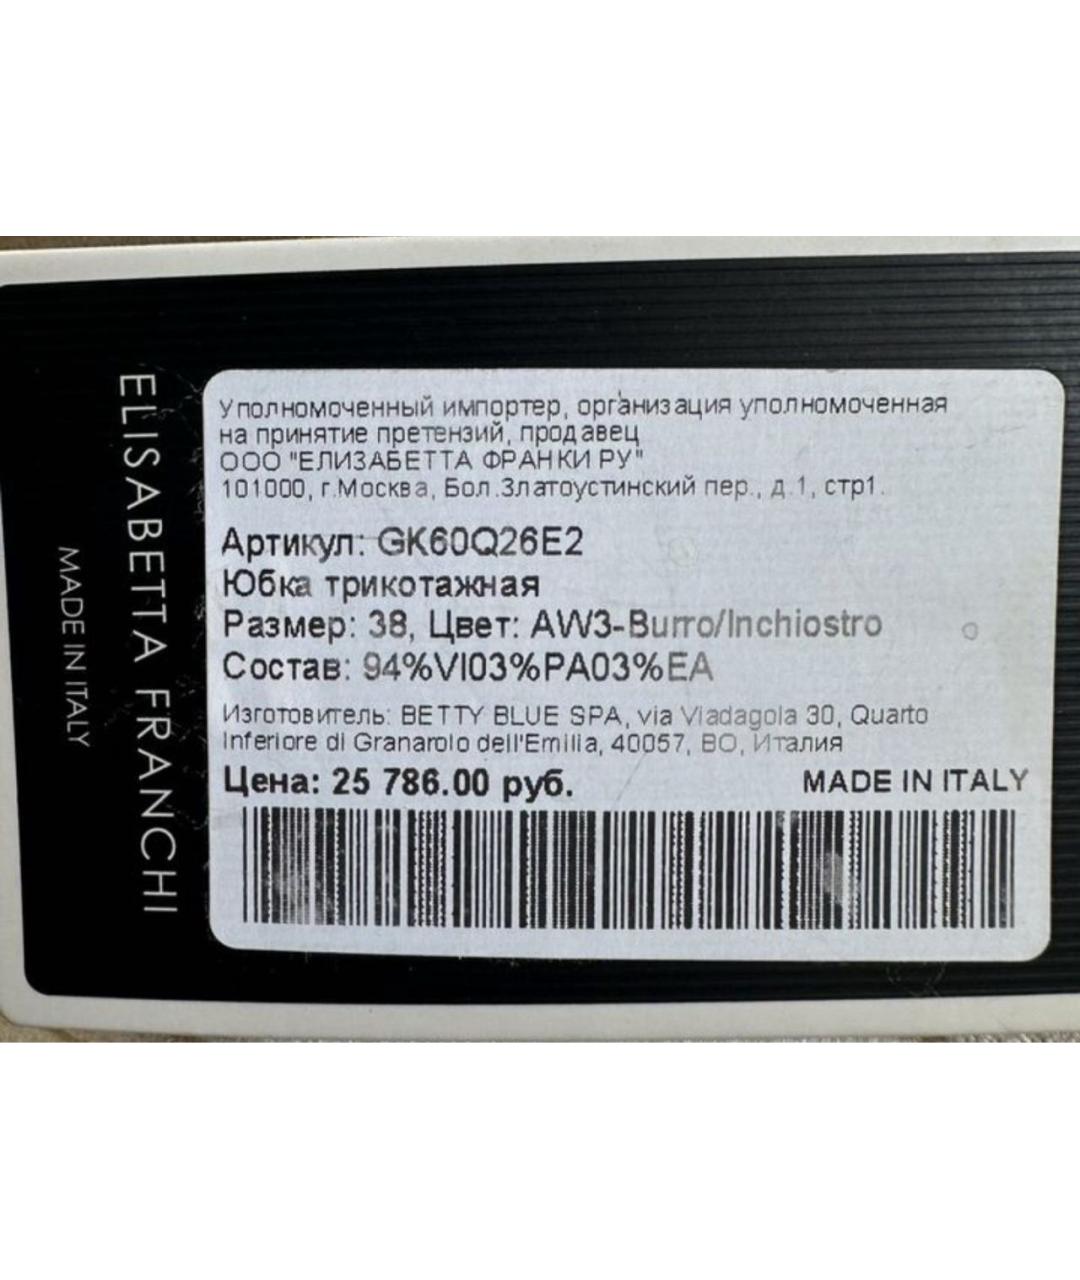 ELISABETTA FRANCHI
MADE IN ITALY
Уполномоченный импортер, организация уполномоченная
на принятие претензий, продавец
ООО "ЕЛИЗАБЕТТА ФРАНКИ РУ"
101000, г.Москва, Бол.Златоустинский пер., д.1, стр1.
Артикул: GK60Q26E2
Юбка трикотажная
Размер: 38, Цвет: AW3-Burro/Inchiostro
Состав: 94%VI03%PA03%EA
Изготовитель: BETTY BLUE SPA, via Viadagola 30, Quarto
Inferiore di Granarolo dell'Emilia, 40057, BO, Италия
Цена: 25 786.00 руб.
MADE IN ITALY